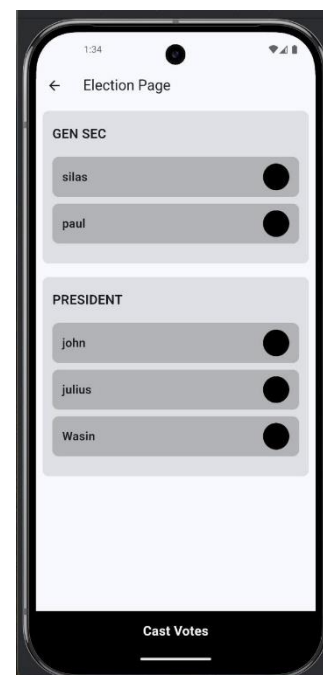 1:34
Election Page
GEN SEC
silas
paul
PRESIDENT
john
julius
Wasin
Cast Votes